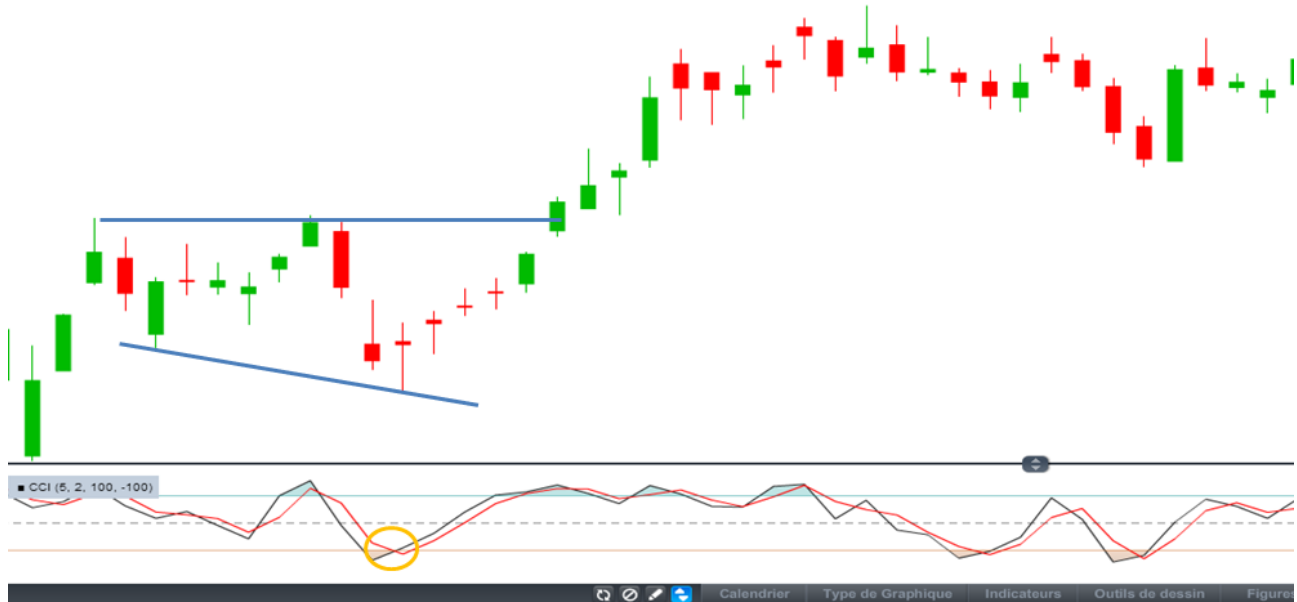 ■ CCI (5, 2, 100, -100)
Calendrier Type de Graphique Indicateurs Outils de dessin Figures